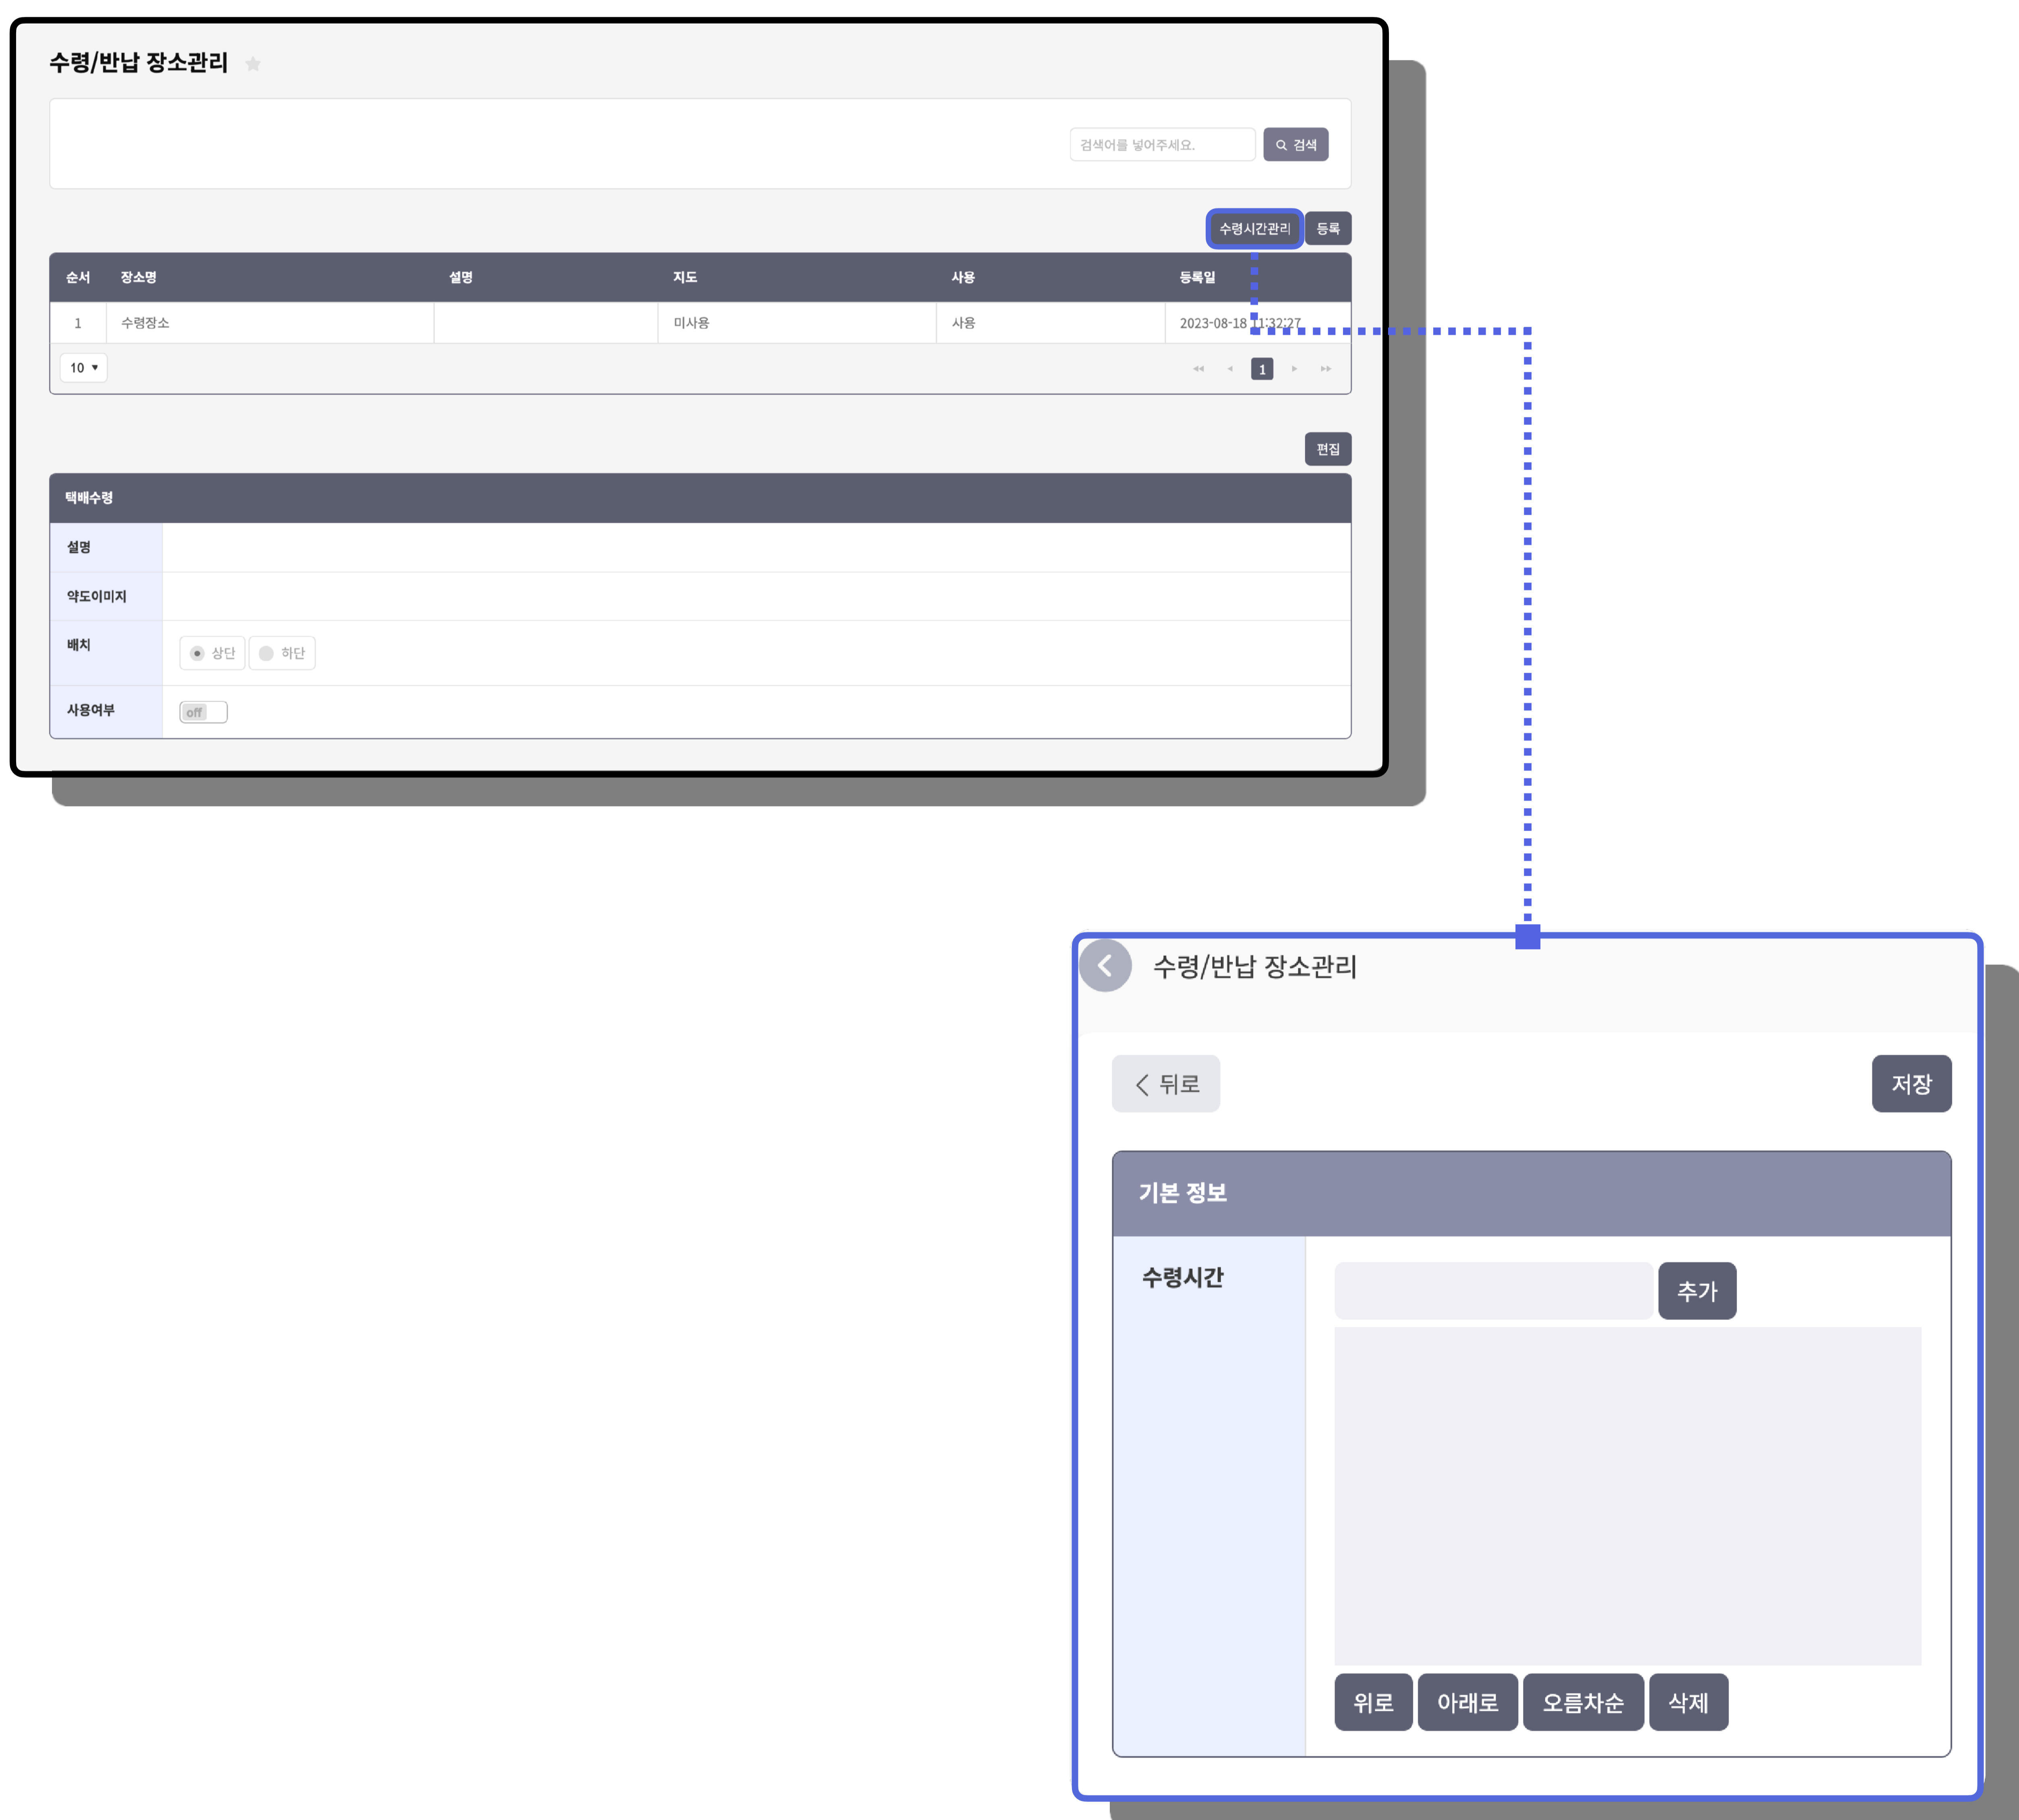 수령/반납 장소관리
검색어를 넣어주세요. 검색
수령시간관리 등록
순서 장소명 설명 지도 사용 등록일
1 수령장소 미사용 사용 2023-08-18 11:32:27
10 1
편집
택배수령
설명
약도이미지
배치 상단 하단
사용여부 off
수령/반납 장소관리
뒤로 저장
기본 정보
수령시간 추가
위로 아래로 오름차순 삭제